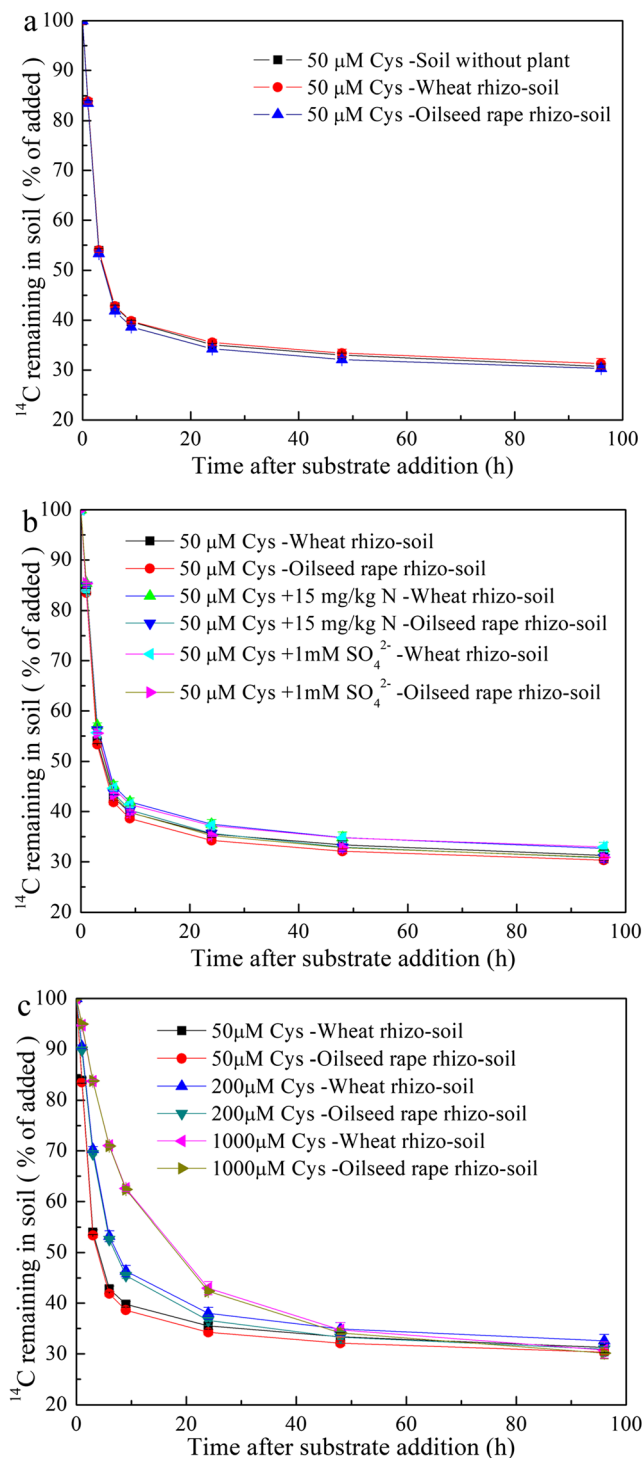 a
50 μM Cys -Soil without plant
50 μM Cys -Wheat rhizo-soil
50 μM Cys -Oilseed rape rhizo-soil
¹⁴C remaining in soil ( % of added )
100
90
80
70
60
50
40
30
20
0 20 40 60 80 100
Time after substrate addition (h)
b
50 μM Cys -Wheat rhizo-soil
50 μM Cys -Oilseed rape rhizo-soil
50 μM Cys +15 mg/kg N -Wheat rhizo-soil
50 μM Cys +15 mg/kg N -Oilseed rape rhizo-soil
50 μM Cys +1mM SO₄²⁻ -Wheat rhizo-soil
50 μM Cys +1mM SO₄²⁻ -Oilseed rape rhizo-soil
¹⁴C remaining in soil ( % of added )
100
90
80
70
60
50
40
30
20
0 20 40 60 80 100
Time after substrate addition (h)
c
50μM Cys -Wheat rhizo-soil
50μM Cys -Oilseed rape rhizo-soil
200μM Cys -Wheat rhizo-soil
200μM Cys -Oilseed rape rhizo-soil
1000μM Cys -Wheat rhizo-soil
1000μM Cys -Oilseed rape rhizo-soil
¹⁴C remaining in soil ( % of added )
100
90
80
70
60
50
40
30
20
0 20 40 60 80 100
Time after substrate addition (h)